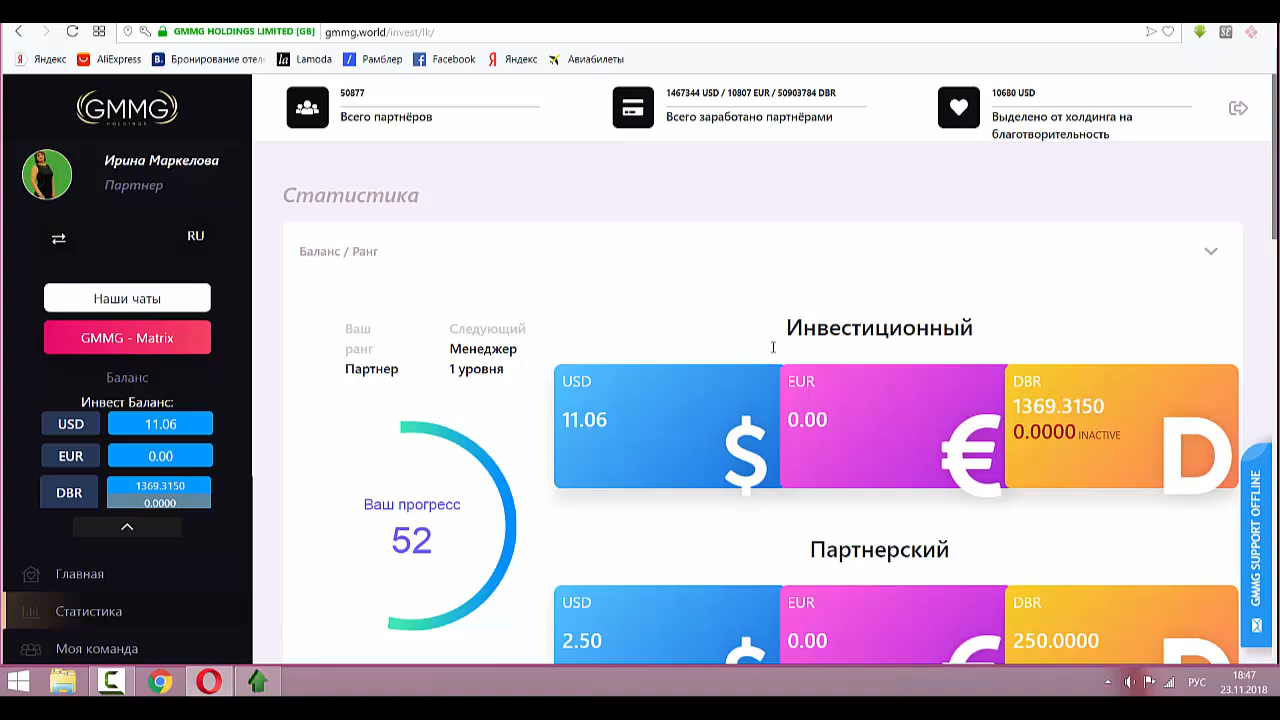 GMMG HOLDINGS LIMITED [GB]
gmmg.world/invest/lk/
SE
Я Яндекс
AliExpress
B. Бронирование отел
la Lamoda
Рамблер
Facebook
Я Яндекс
Авиабилеты
GMMG
HOLDINGS
50877
Всего партнёров
1467344 USD / 10807 EUR / 50903784 DBR
Всего заработано партнёрами
10680 USD
Выделено от холдинга на
благотворительность
Ирина Маркелова
Партнер
RU
Наши чаты
GMMG - Matrix
Баланс
Инвест Баланс:
USD 11.06
EUR 0.00
DBR 1369.3150
0.0000
Главная
Статистика
Моя команда
Статистика
Баланс / Ранг
Ваш
ранг
Партнер
Следующий
Менеджер
1 уровня
Ваш прогресс
52
Инвестиционный
USD
11.06
$
EUR
0.00
€
DBR
1369.3150
0.0000 INACTIVE
D
Партнерский
USD
2.50
EUR
0.00
DBR
250.0000
GMMG SUPPORT OFFLINE
РУС
18:47
23.11.2018